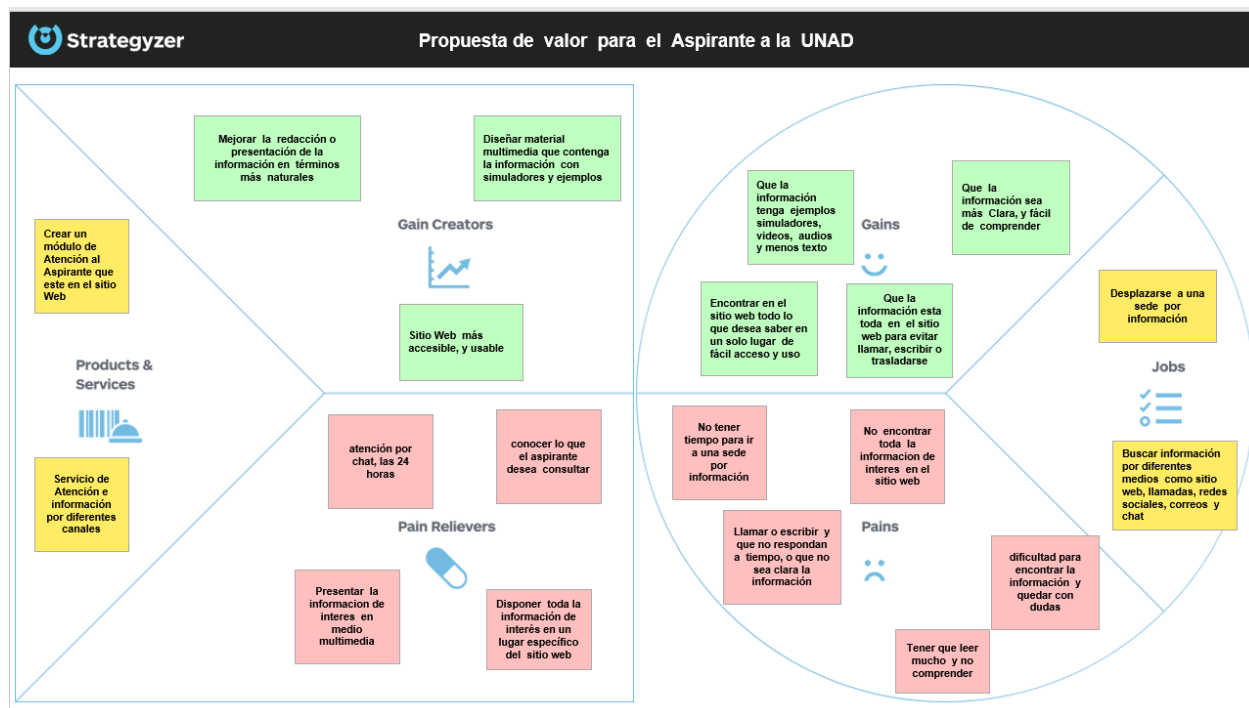 Strategyzer
Propuesta de valor para el Aspirante a la UNAD
Mejorar la redacción o
presentación de la
información en términos
más naturales
Diseñar material
multimedia que contenga
la información con
simuladores y ejemplos
Gain Creators
Sitio Web más
accesible, y usable
Crear un
módulo de
Atención al
Aspirante que
este en el sitio
Web
Products &
Services
Servicio de
Atención e
información
por diferentes
canales
atención por
chat, las 24
horas
conocer lo que
el aspirante
desea consultar
Pain Relievers
Presentar la
informacion de
interes en
medio
multimedia
Disponer toda la
información de
interés en un
lugar específico
del sitio web
Que la
información
tenga ejemplos
simuladores,
videos, audios
y menos texto
Gains
Que la
información sea
más Clara, y fácil
de comprender
Encontrar en el
sitio web todo lo
que desea saber en
un solo lugar de
fácil acceso y uso
Que la
información esta
toda en el sitio
web para evitar
llamar, escribir o
trasladarse
Desplazarse a una
sede por
información
Jobs
Buscar información
por diferentes
medios como sitio
web, llamadas, redes
sociales, correos y
chat
No tener
tiempo para ir
a una sede
por
información
No encontrar
toda la
informacion de
interes en el
sitio web
Llamar o escribir y
que no respondan
a tiempo, o que no
sea clara la
información
Pains
dificultad para
encontrar la
información y
quedar con
dudas
Tener que leer
mucho y no
comprender